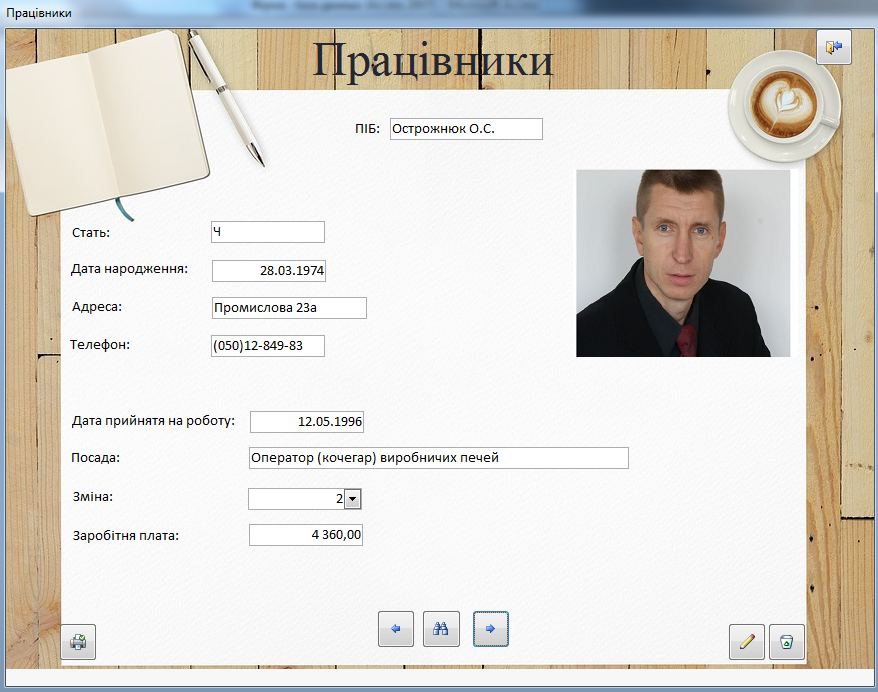 Працівники
Працівники
ПІБ: Острожнюк О.С.
Стать: Ч
Дата народження: 28.03.1974
Адреса: Промислова 23а
Телефон: (050)12-849-83
Дата прийнятя на роботу: 12.05.1996
Посада: Оператор (кочегар) виробничих печей
Зміна: 2
Заробітня плата: 4 360,00